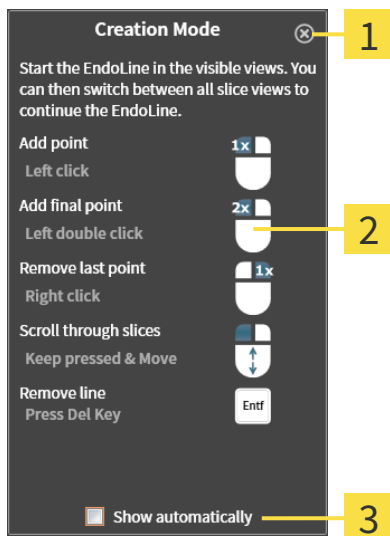 Creation Mode
1
Start the EndoLine in the visible views. You
can then switch between all slice views to
continue the EndoLine.
Add point
1x
Left click
Add final point
2x
Left double click
2
Remove last point
1x
Right click
Scroll through slices
Keep pressed & Move
Remove line
Entf
Press Del Key
Show automatically
3